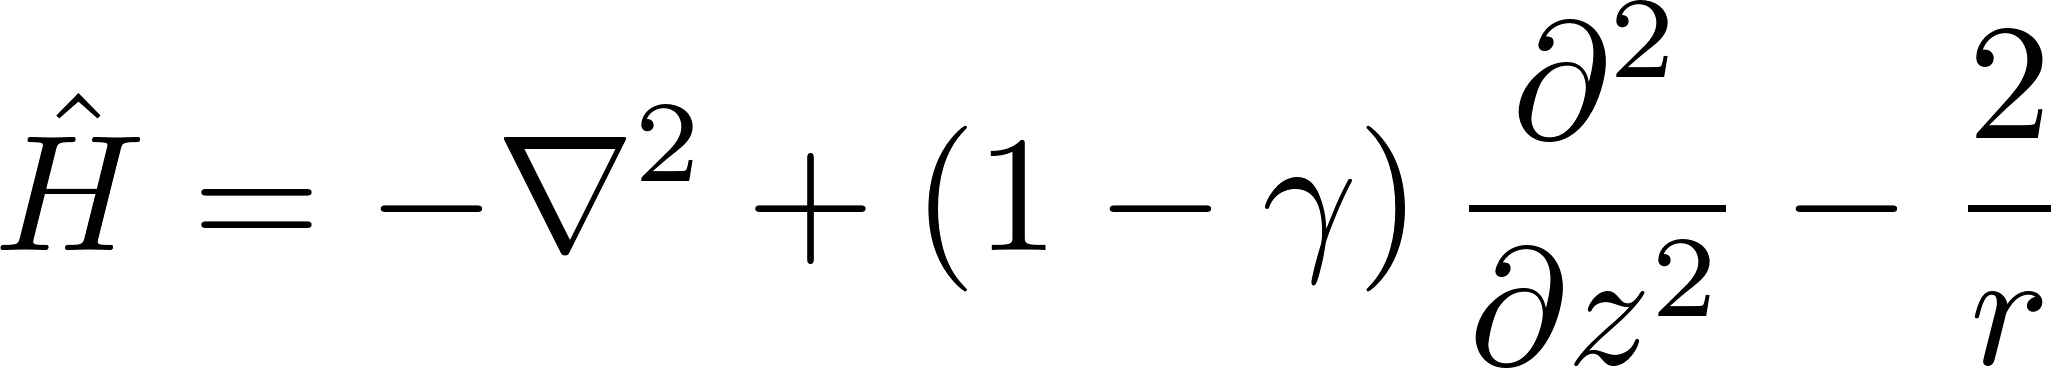 Ĥ = −∇² + (1 − γ) ∂²/∂z² − 2/r